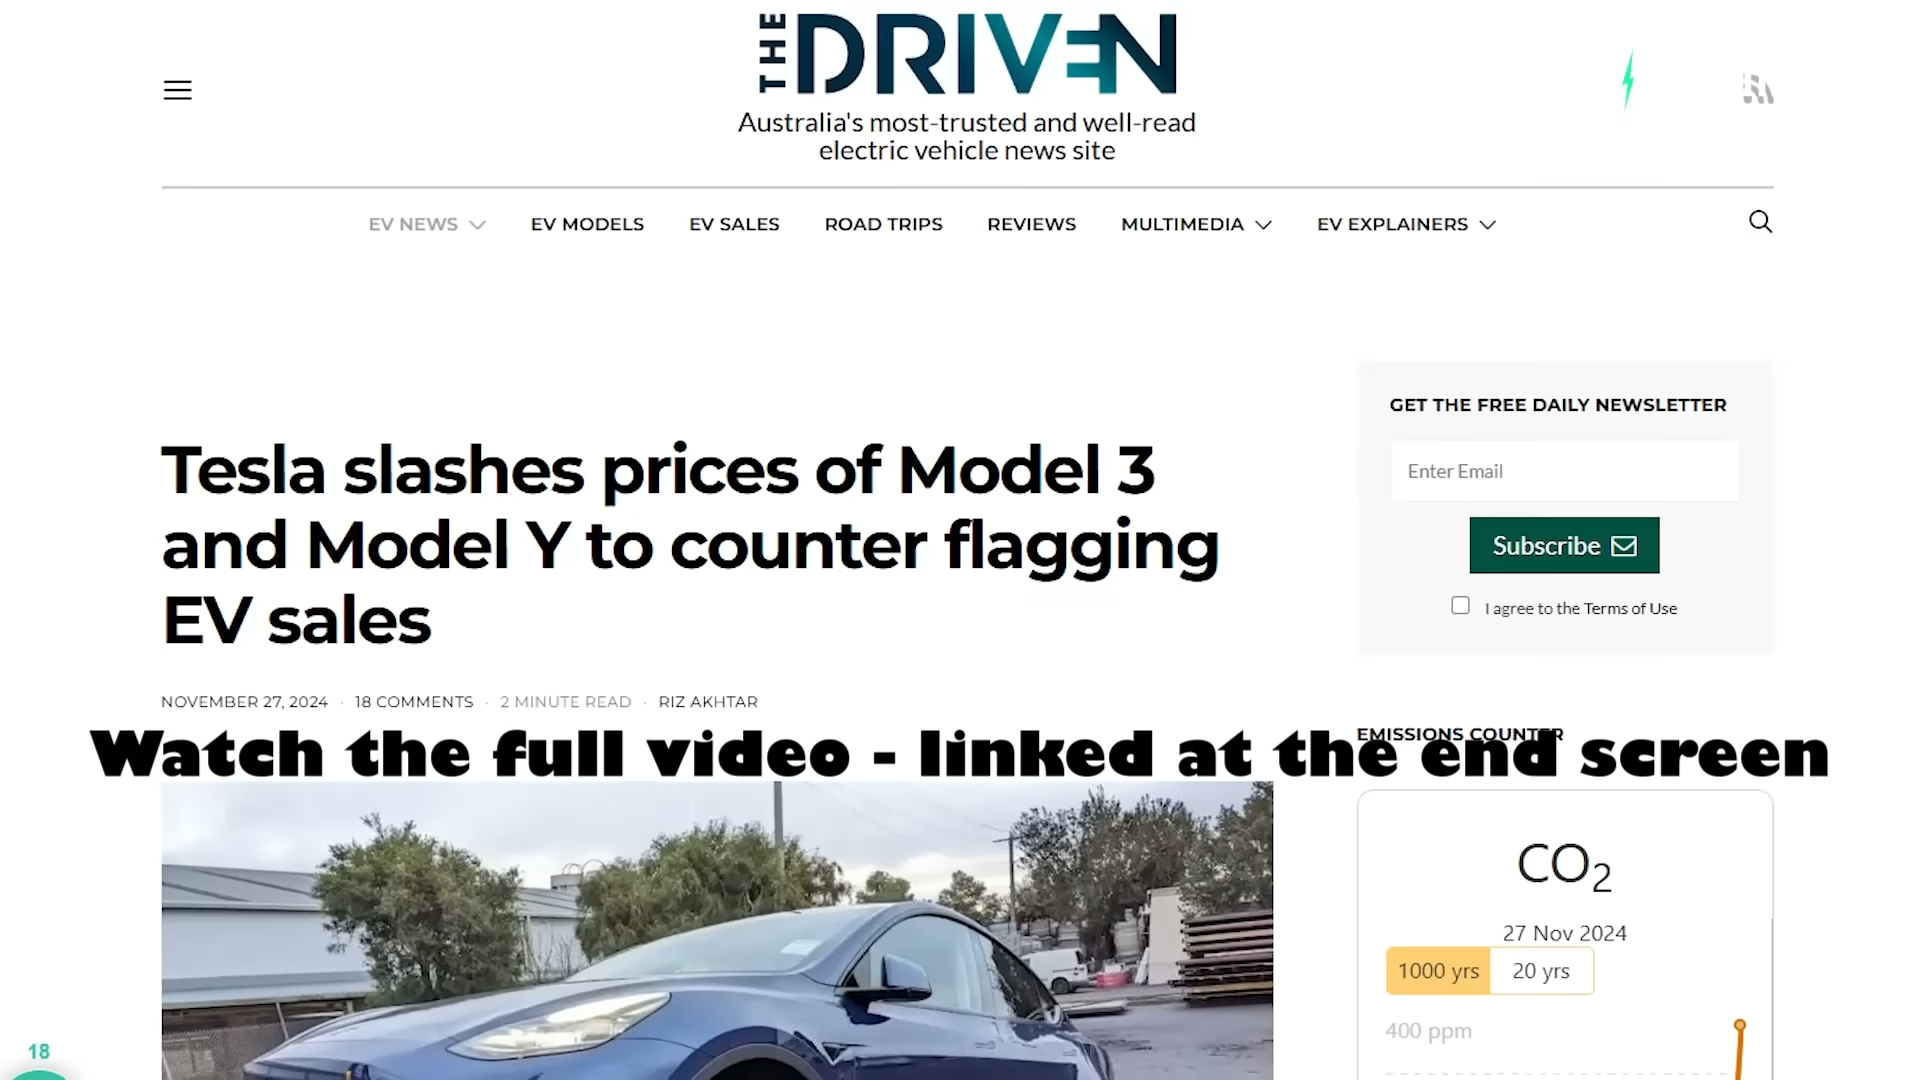 THE DRIVEN
Australia's most-trusted and well-read
electric vehicle news site
EV NEWS
EV MODELS
EV SALES
ROAD TRIPS
REVIEWS
MULTIMEDIA
EV EXPLAINERS
Tesla slashes prices of Model 3
and Model Y to counter flagging
EV sales
NOVEMBER 27, 2024 · 18 COMMENTS · 2 MINUTE READ · RIZ AKHTAR
GET THE FREE DAILY NEWSLETTER
Enter Email
Subscribe
I agree to the Terms of Use
EMISSIONS COUNTER
Watch the full video - linked at the end screen
CO2
27 Nov 2024
1000 yrs
20 yrs
400 ppm
18